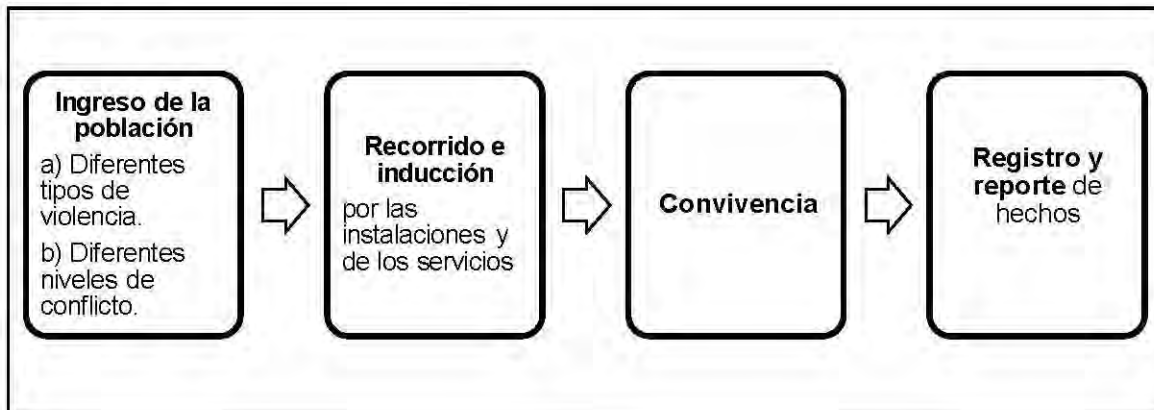 Ingreso de la
población
a) Diferentes
tipos de
violencia.
b) Diferentes
niveles de
conflicto.
Recorrido e
inducción
por las
instalaciones y
de los servicios
Convivencia
Registro y
reporte de
hechos